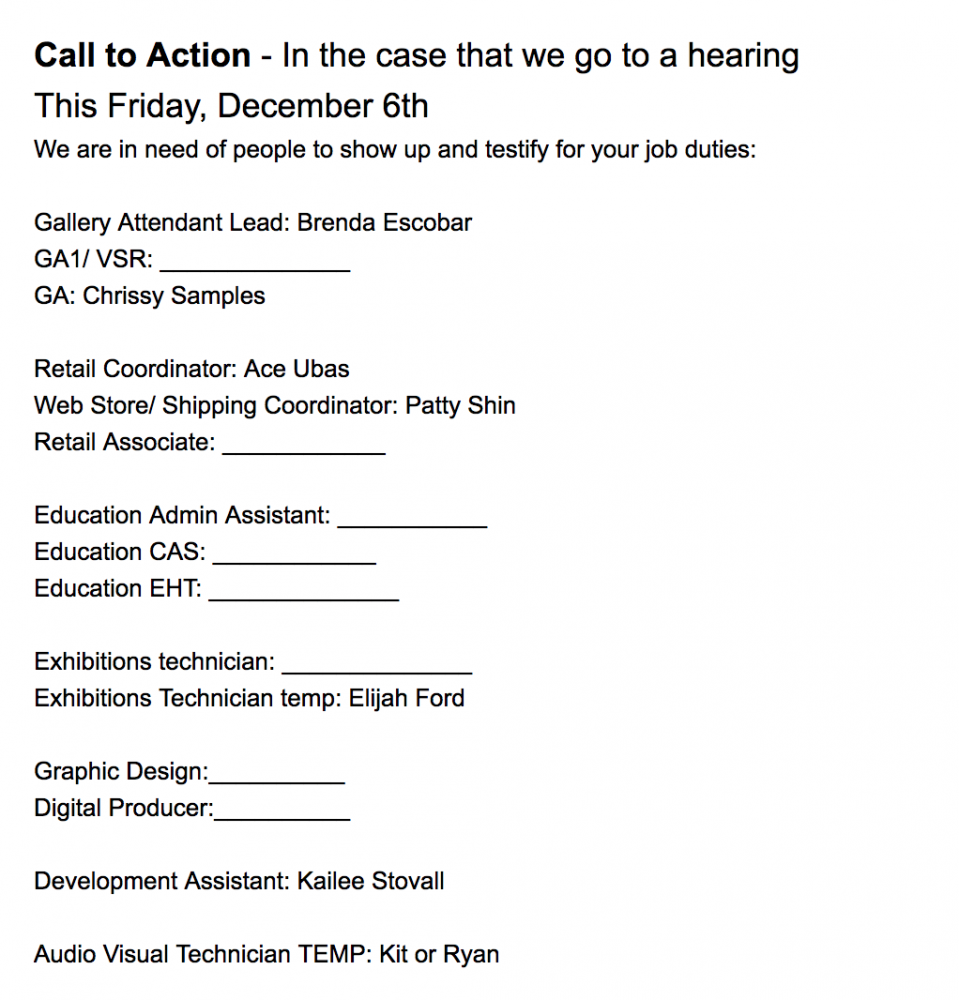 Call to Action - In the case that we go to a hearing
This Friday, December 6th
We are in need of people to show up and testify for your job duties:
Gallery Attendant Lead: Brenda Escobar
GA1/ VSR: ______________
GA: Chrissy Samples
Retail Coordinator: Ace Ubas
Web Store/ Shipping Coordinator: Patty Shin
Retail Associate: ____________
Education Admin Assistant: ___________
Education CAS: ____________
Education EHT: ______________
Exhibitions technician: ______________
Exhibitions Technician temp: Elijah Ford
Graphic Design:__________
Digital Producer:__________
Development Assistant: Kailee Stovall
Audio Visual Technician TEMP: Kit or Ryan